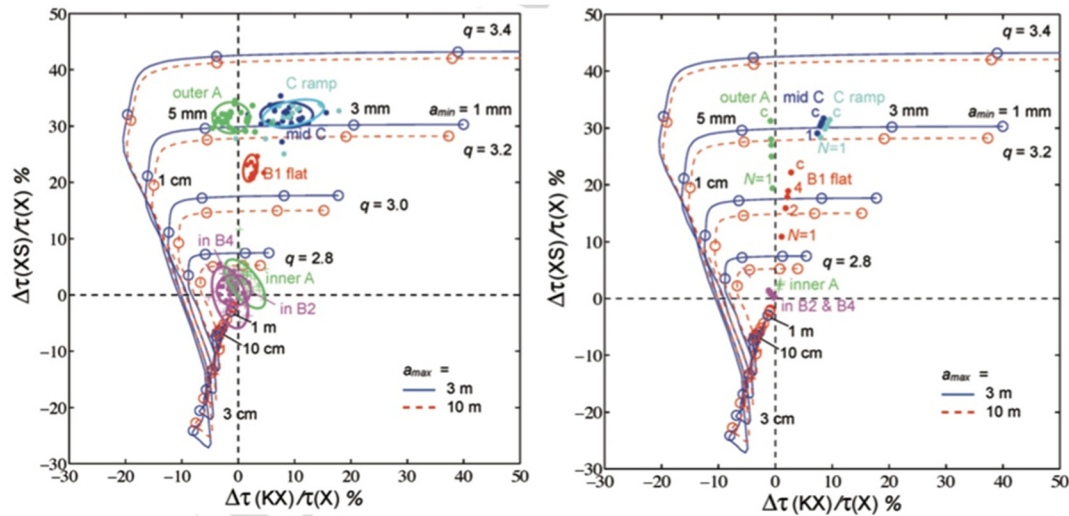 50
40
30
20
10
0
−10
−20
−30
−30
−20
−10
0
10
20
30
40
50
Δτ(XS)/τ(X) %
Δτ(KX)/τ(X) %
q = 3.4
C ramp
outer A
5 mm
3 mm
a_min = 1 mm
mid C
q = 3.2
1 cm
B1 flat
q = 3.0
in B4
q = 2.8
inner A
in B2
1 m
10 cm
a_max =
3 m
10 m
3 cm
50
40
30
20
10
0
−10
−20
−30
−30
−20
−10
0
10
20
30
40
50
Δτ(XS)/τ(X) %
Δτ(KX)/τ(X) %
q = 3.4
outer A
mid C
C ramp
3 mm
a_min = 1 mm
5 mm
c
c
c
1
N=1
q = 3.2
1 cm
c
N=1
4
B1 flat
q = 3.0
2
N=1
q = 2.8
inner A
in B2 & B4
1 m
10 cm
a_max =
3 m
10 m
3 cm